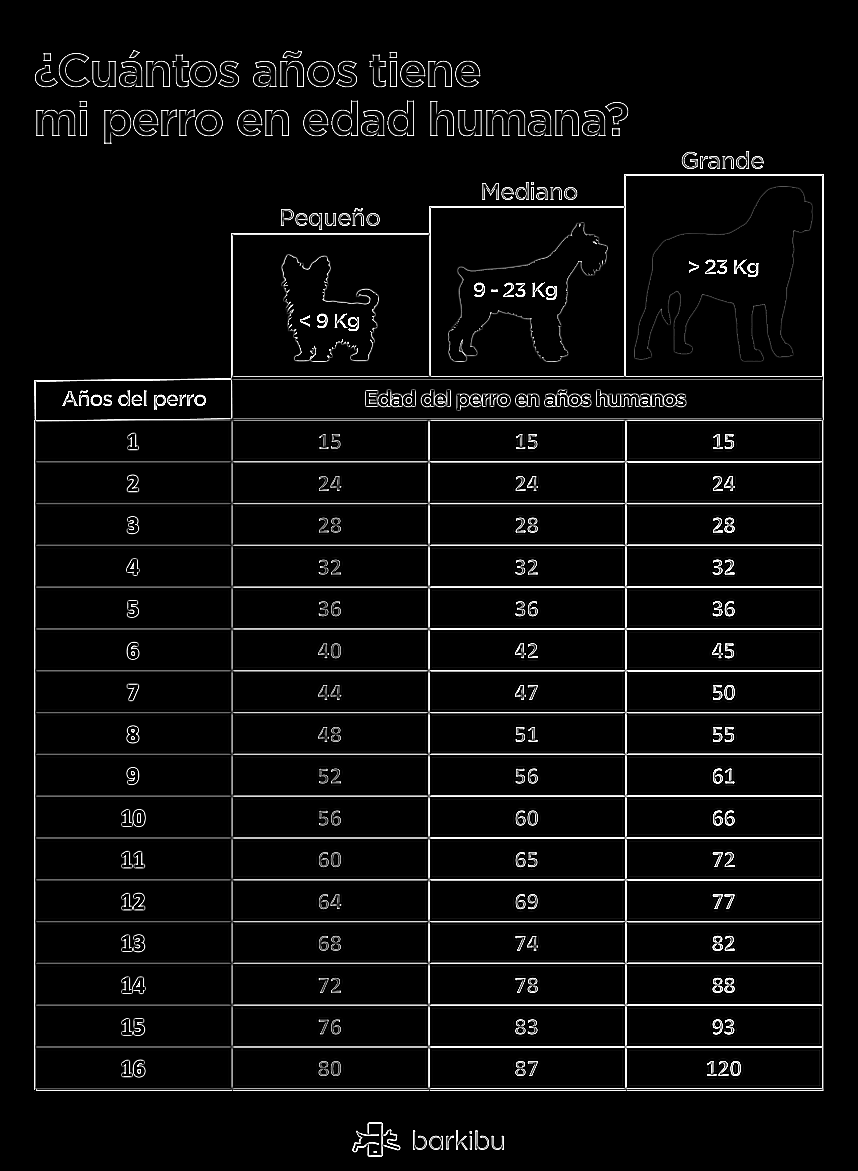 ¿Cuántos años tiene
mi perro en edad humana?
Grande
Mediano
Pequeño
> 23 Kg
9 - 23 Kg
< 9 Kg
Años del perro Edad del perro en años humanos
1 15 15 15
2 24 24 24
3 28 28 28
4 32 32 32
5 36 36 36
6 40 42 45
7 44 47 50
8 48 51 55
9 52 56 61
10 56 60 66
11 60 65 72
12 64 69 77
13 68 74 82
14 72 78 88
15 76 83 93
16 80 87 120
barkibu